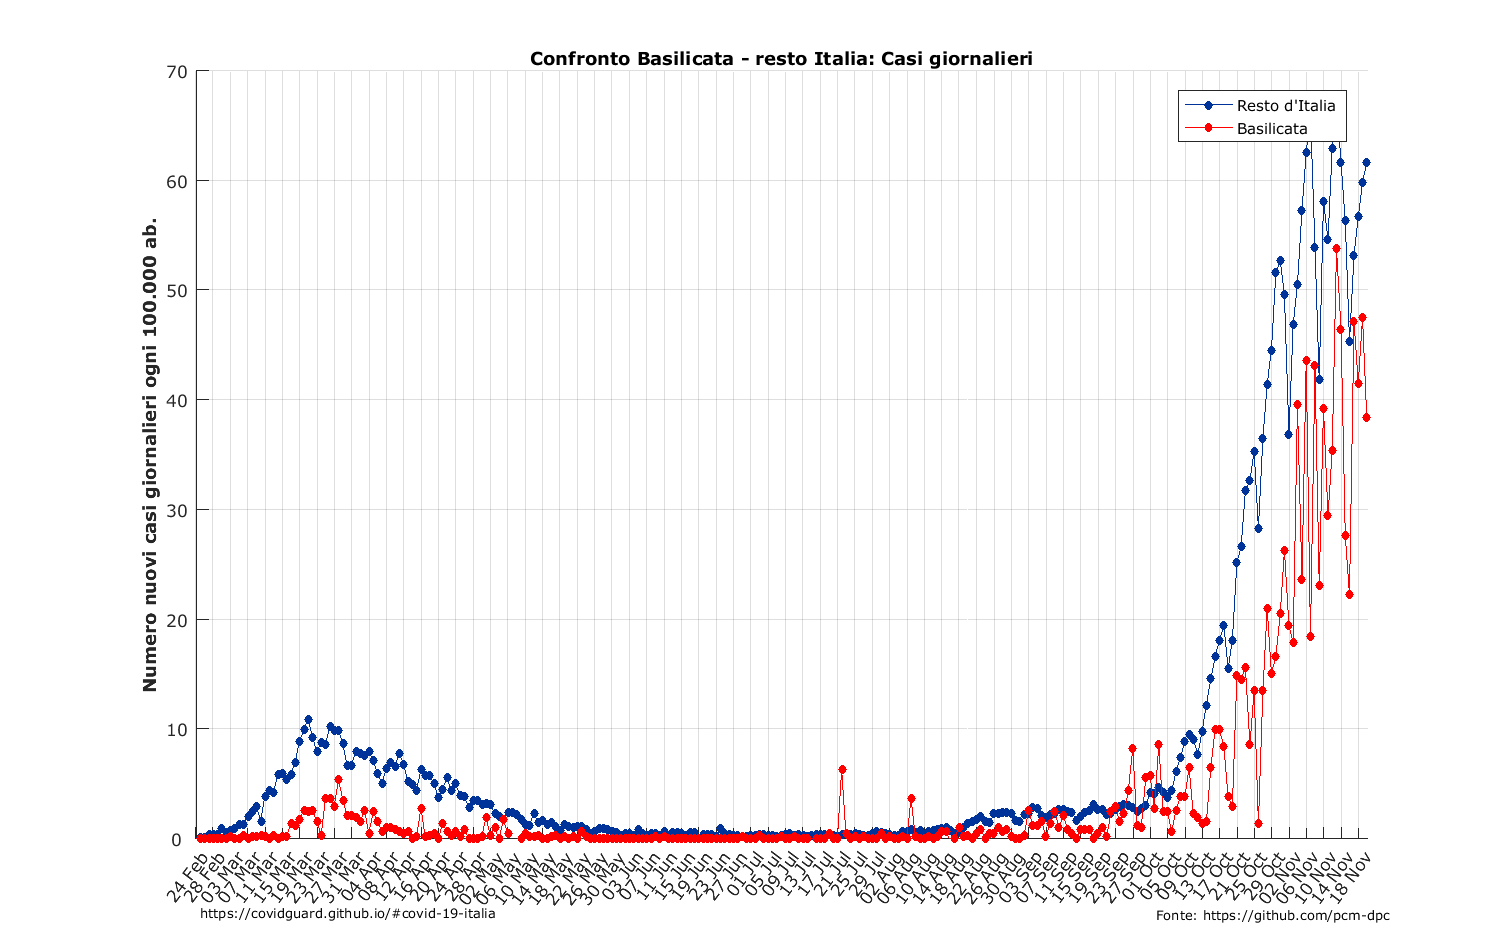 Confronto Basilicata - resto Italia: Casi giornalieri
Resto d'Italia
Basilicata
Numero nuovi casi giornalieri ogni 100.000 ab.
70
60
50
40
30
20
10
0
24 Feb
28 Feb
03 Mar
07 Mar
11 Mar
15 Mar
19 Mar
23 Mar
27 Mar
31 Mar
04 Apr
08 Apr
12 Apr
16 Apr
20 Apr
24 Apr
28 Apr
02 May
06 May
10 May
14 May
18 May
22 May
26 May
30 May
03 Jun
07 Jun
11 Jun
15 Jun
19 Jun
23 Jun
27 Jun
01 Jul
05 Jul
09 Jul
13 Jul
17 Jul
21 Jul
25 Jul
29 Jul
02 Aug
06 Aug
10 Aug
14 Aug
18 Aug
22 Aug
26 Aug
30 Aug
03 Sep
07 Sep
11 Sep
15 Sep
19 Sep
23 Sep
27 Sep
01 Oct
05 Oct
09 Oct
13 Oct
17 Oct
21 Oct
25 Oct
29 Oct
02 Nov
06 Nov
10 Nov
14 Nov
18 Nov
https://covidguard.github.io/#covid-19-italia
Fonte: https://github.com/pcm-dpc